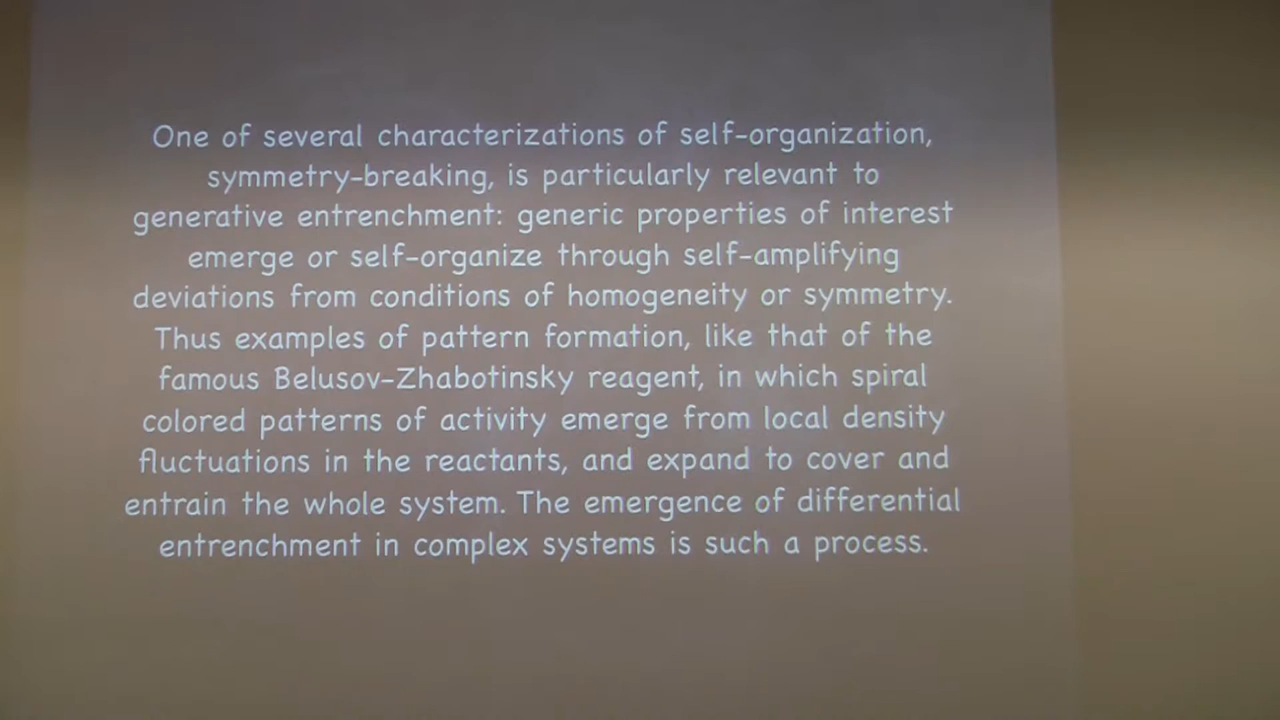 One of several characterizations of self-organization,
symmetry-breaking, is particularly relevant to
generative entrenchment: generic properties of interest
emerge or self-organize through self-amplifying
deviations from conditions of homogeneity or symmetry.
Thus examples of pattern formation, like that of the
famous Belusov-Zhabotinsky reagent, in which spiral
colored patterns of activity emerge from local density
fluctuations in the reactants, and expand to cover and
entrain the whole system. The emergence of differential
entrenchment in complex systems is such a process.